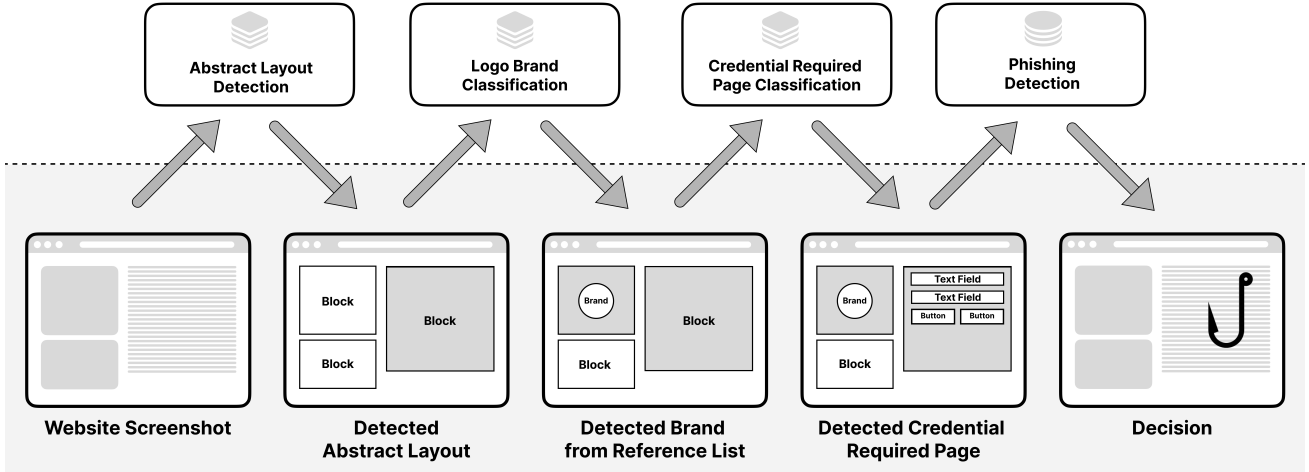 Abstract Layout
Detection
Logo Brand
Classification
Credential Required
Page Classification
Phishing
Detection
Block
Block
Block
Brand
Block
Block
Brand
Block
Text Field
Text Field
Button
Button
Website Screenshot
Detected
Abstract Layout
Detected Brand
from Reference List
Detected Credential
Required Page
Decision